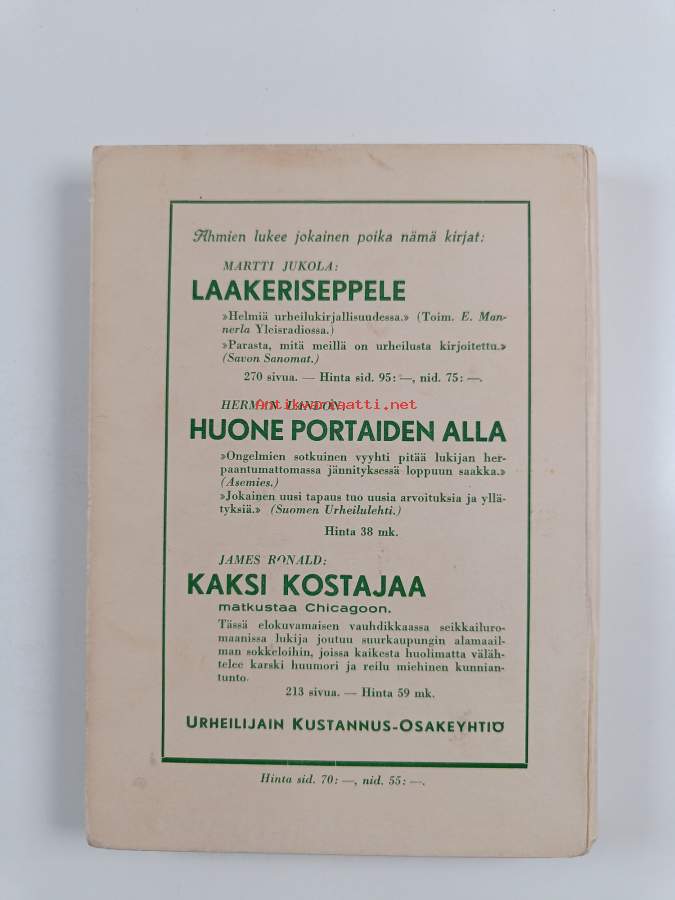 Ahmien lukee jokainen poika nämä kirjat:
MARTTI JUKOLA:
LAAKERISEPPELE
»Helmiä urheilukirjallisuudessa.» (Toim. E. Man-
nerla Yleisradiossa.)
»Parasta, mitä meillä on urheilusta kirjoitettu.»
(Savon Sanomat.)
270 sivua. — Hinta sid. 95: —, nid. 75: —.
HERMAN LANDON:
Antikvariaatti.net
HUONE PORTAIDEN ALLA
»Ongelmien sotkuinen vyyhti pitää lukijan her-
paantumattomassa jännityksessä loppuun saakka.»
(Asemies.)
»Jokainen uusi tapaus tuo uusia arvoituksia ja yllä-
tyksiä.» (Suomen Urheilulehti.)
Hinta 38 mk.
JAMES RONALD:
KAKSI KOSTAJAA
matkustaa Chicagoon.
Tässä elokuvamaisen vauhdikkaassa seikkailuro-
maanissa lukija joutuu suurkaupungin alamaail-
man sokkeloihin, joissa kaikesta huolimatta väläh-
telee karski huumori ja reilu miehinen kunnian-
tunto.
213 sivua. — Hinta 59 mk.
URHEILIJAIN KUSTANNUS-OSAKEYHTIÖ
Hinta sid. 70: —, nid. 55: —.